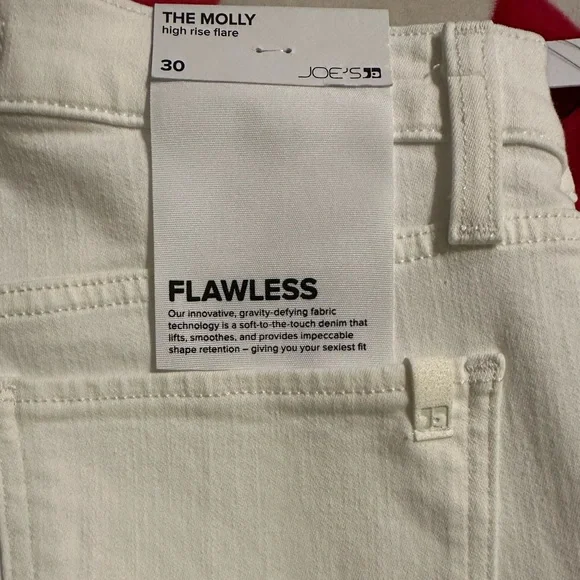 THE MOLLY
high rise flare
30
JOE'S
FLAWLESS
Our innovative, gravity-defying fabric
technology is a soft-to-the-touch denim that
lifts, smoothes, and provides impeccable
shape retention – giving you your sexiest fit